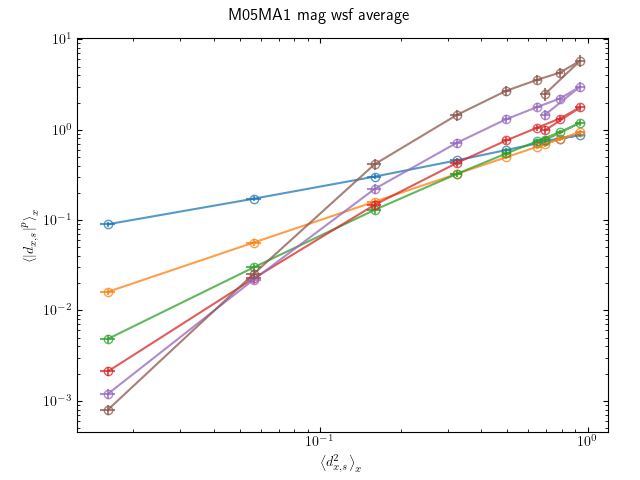 M05MA1 mag wsf average
10¹
10⁰
10⁻¹
10⁻²
10⁻³
⟨|d_{x,s}|^p⟩_x
10⁻¹ 10⁰
⟨d²_{x,s}⟩_x